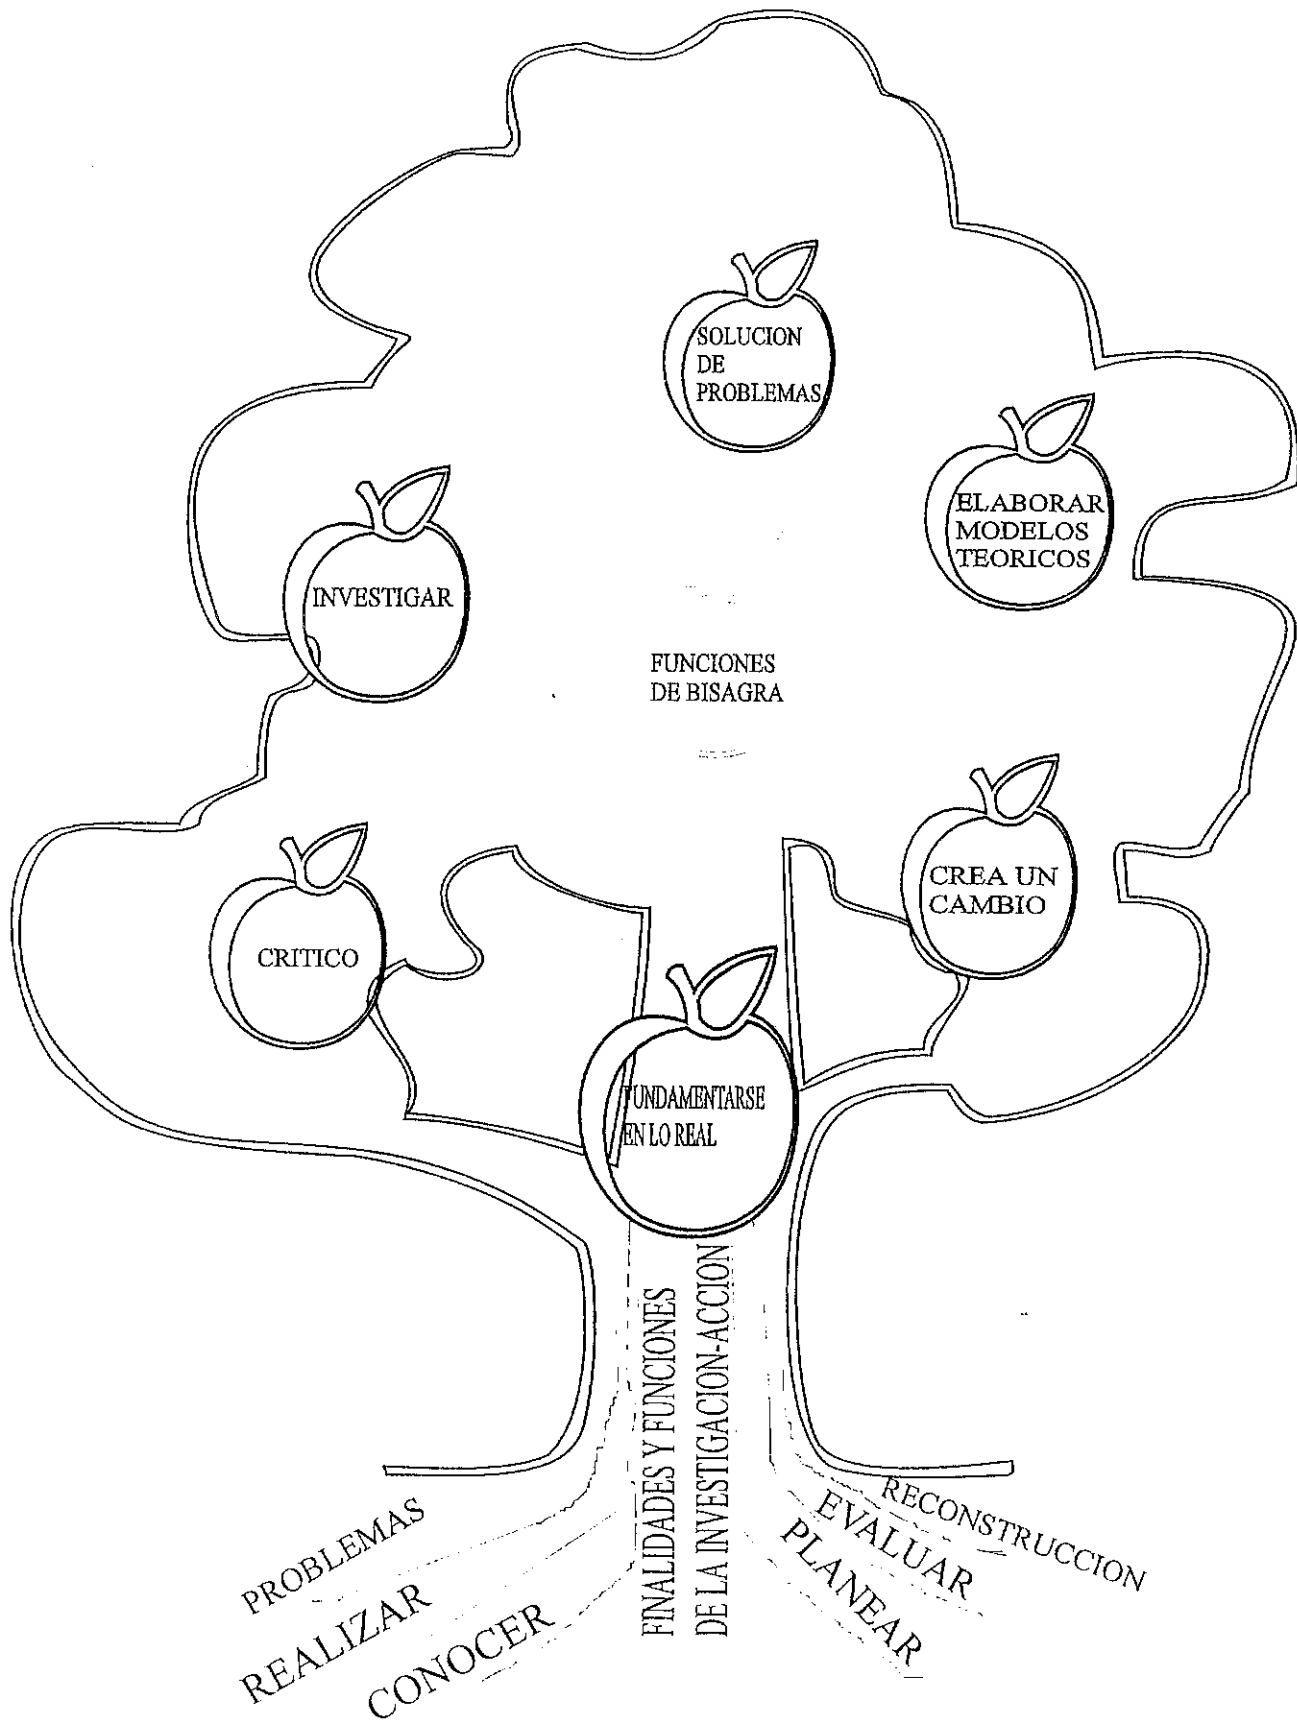 SOLUCION
DE
PROBLEMAS
ELABORAR
MODELOS
TEORICOS
INVESTIGAR
FUNCIONES
DE BISAGRA
CREA UN
CAMBIO
CRITICO
FUNDAMENTARSE
EN LO REAL
FINALIDADES Y FUNCIONES
DE LA INVESTIGACION-ACCION
PROBLEMAS
REALIZAR
CONOCER
RECONSTRUCCION
EVALUAR
PLANEAR